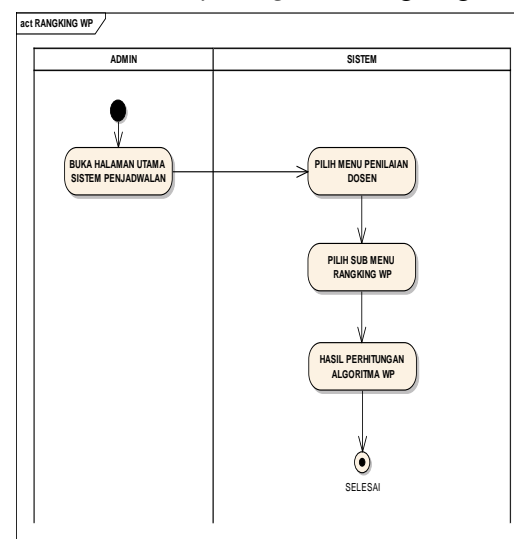 act RANGKING WP
ADMIN
SISTEM
BUKA HALAMAN UTAMA
SISTEM PENJADWALAN
PILIH MENU PENILAIAN
DOSEN
PILIH SUB MENU
RANGKING WP
HASIL PERHITUNGAN
ALGORITMA WP
SELESAI